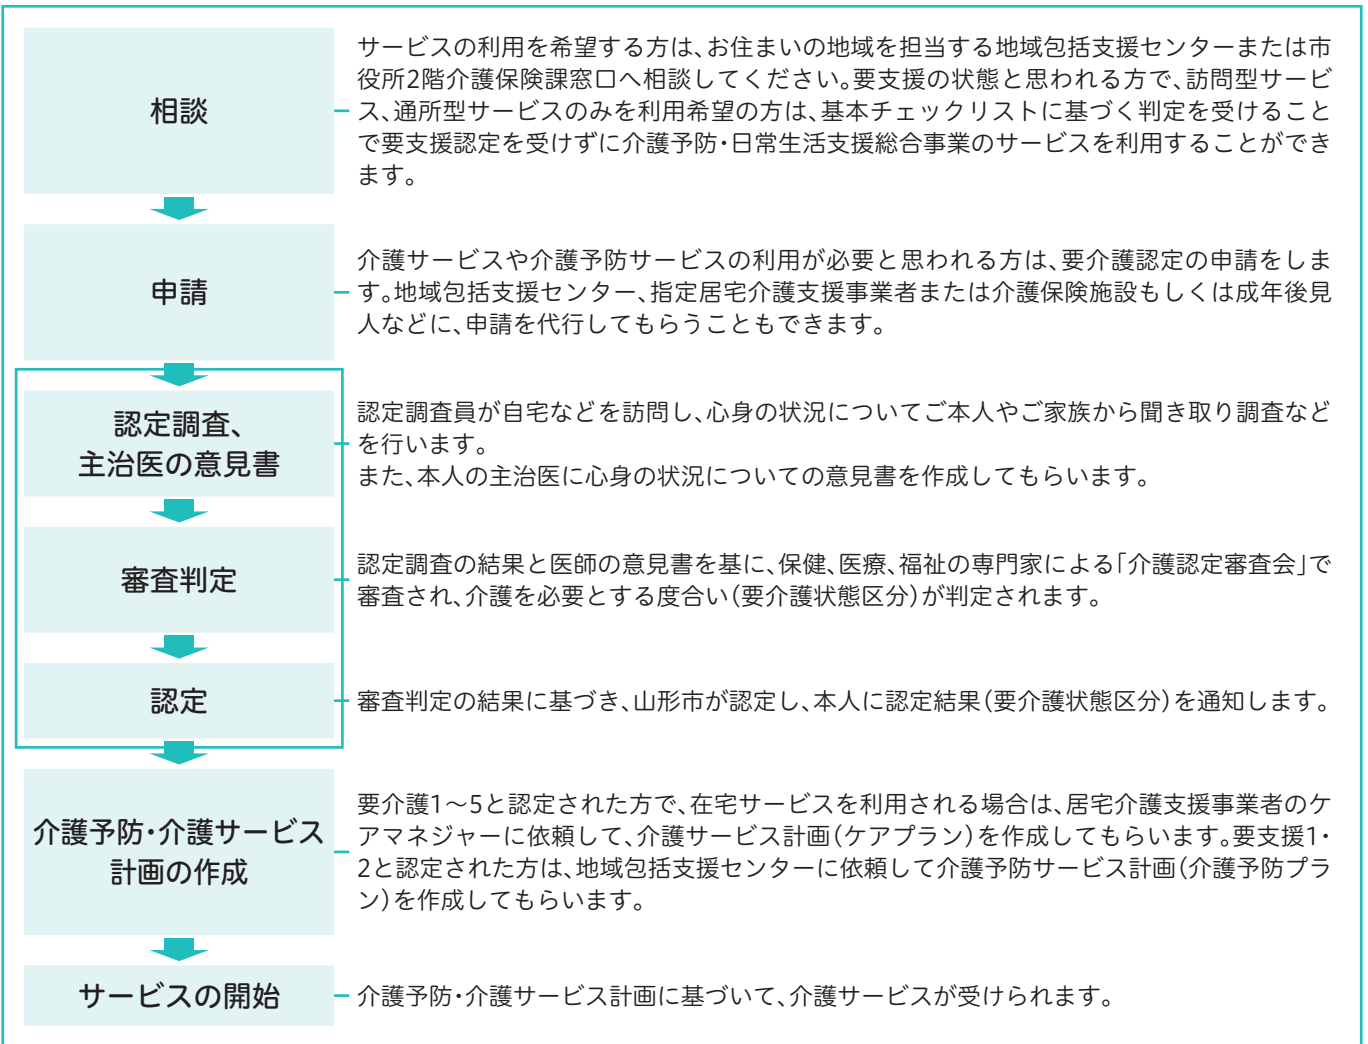 相談
サービスの利用を希望する方は、お住まいの地域を担当する地域包括支援センターまたは市
役所2階介護保険課窓口へ相談してください。要支援の状態と思われる方で、訪問型サービ
ス、通所型サービスのみを利用希望の方は、基本チェックリストに基づく判定を受けること
で要支援認定を受けずに介護予防・日常生活支援総合事業のサービスを利用することができ
ます。
申請
介護サービスや介護予防サービスの利用が必要と思われる方は、要介護認定の申請をしま
す。地域包括支援センター、指定居宅介護支援事業者または介護保険施設もしくは成年後見
人などに、申請を代行してもらうこともできます。
認定調査、
主治医の意見書
認定調査員が自宅などを訪問し、心身の状況についてご本人やご家族から聞き取り調査など
を行います。
また、本人の主治医に心身の状況についての意見書を作成してもらいます。
審査判定
認定調査の結果と医師の意見書を基に、保健、医療、福祉の専門家による「介護認定審査会」で
審査され、介護を必要とする度合い(要介護状態区分)が判定されます。
認定
審査判定の結果に基づき、山形市が認定し、本人に認定結果(要介護状態区分)を通知します。
介護予防・介護サービス
計画の作成
要介護1〜5と認定された方で、在宅サービスを利用される場合は、居宅介護支援事業者のケ
アマネジャーに依頼して、介護サービス計画(ケアプラン)を作成してもらいます。要支援1・
2と認定された方は、地域包括支援センターに依頼して介護予防サービス計画(介護予防プラ
ン)を作成してもらいます。
サービスの開始
介護予防・介護サービス計画に基づいて、介護サービスが受けられます。